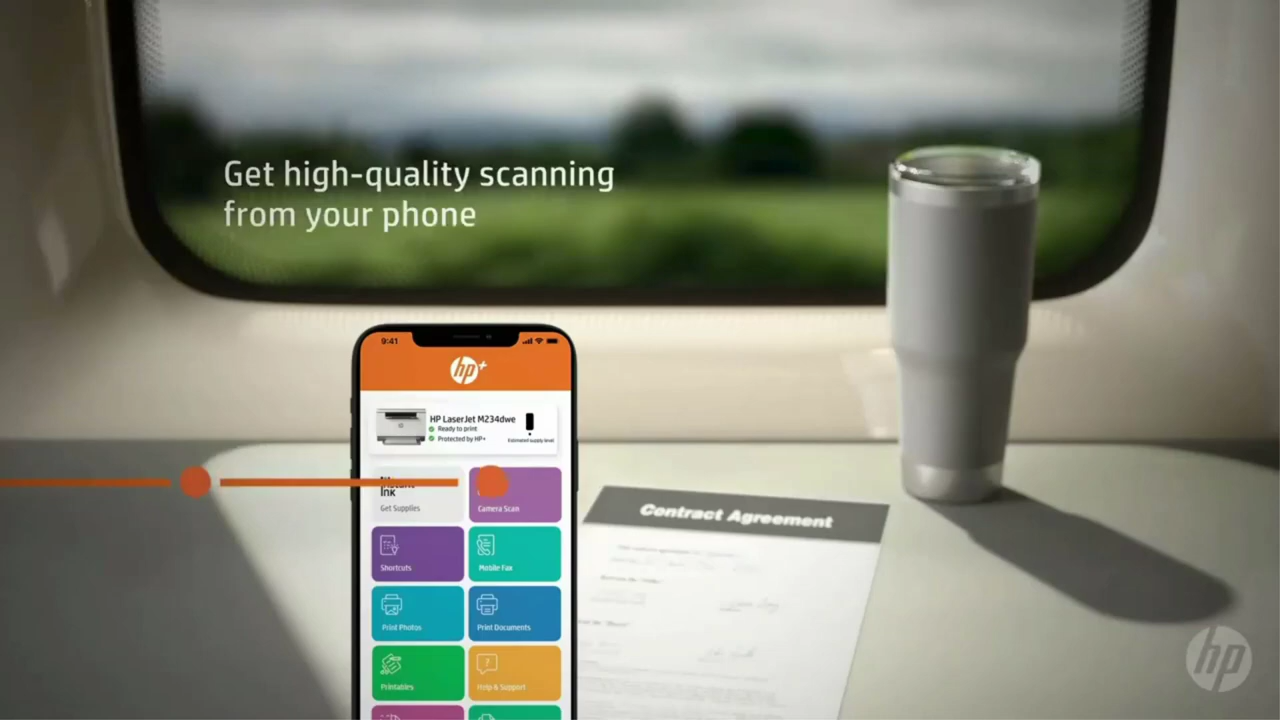 Get high-quality scanning
from your phone
9:41
hp+
HP LaserJet M234dwe
Ready to print
Protected by HP+
Estimated supply level
Ink
Get Supplies
Camera Scan
Shortcuts
Mobile Fax
Print Photos
Print Documents
Printables
Help & Support
Contract Agreement
hp